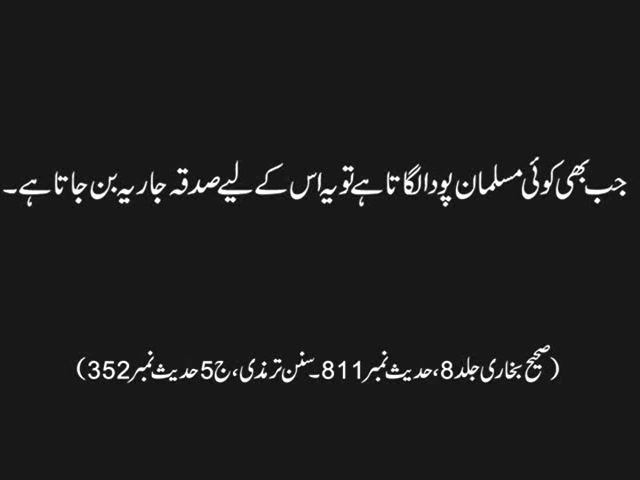 جب بھی کوئی مسلمان پودا لگاتا ہے تو یہ اس کے لیے صدقہ جاریہ بن جاتا ہے۔
(صحیح بخاری جلد 8، حدیث نمبر 811۔ سنن ترمذی، ج 5 حدیث نمبر 352)